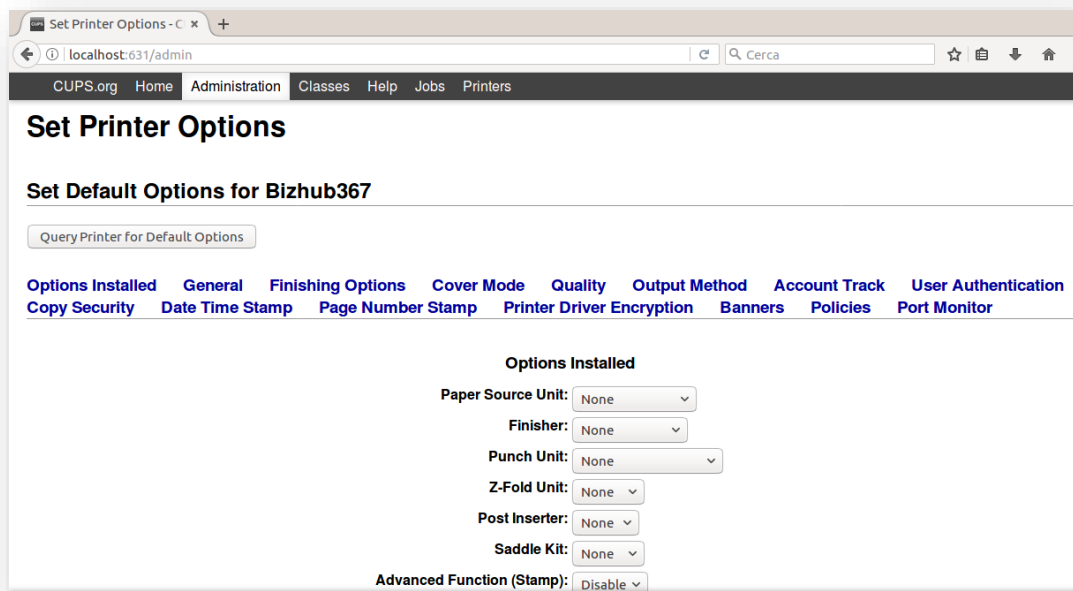 CUPS Set Printer Options - C × +
localhost:631/admin Cerca
CUPS.org Home Administration Classes Help Jobs Printers
Set Printer Options
Set Default Options for Bizhub367
Query Printer for Default Options
Options Installed General Finishing Options Cover Mode Quality Output Method Account Track User Authentication
Copy Security Date Time Stamp Page Number Stamp Printer Driver Encryption Banners Policies Port Monitor
Options Installed
Paper Source Unit: None
Finisher: None
Punch Unit: None
Z-Fold Unit: None
Post Inserter: None
Saddle Kit: None
Advanced Function (Stamp): Disable